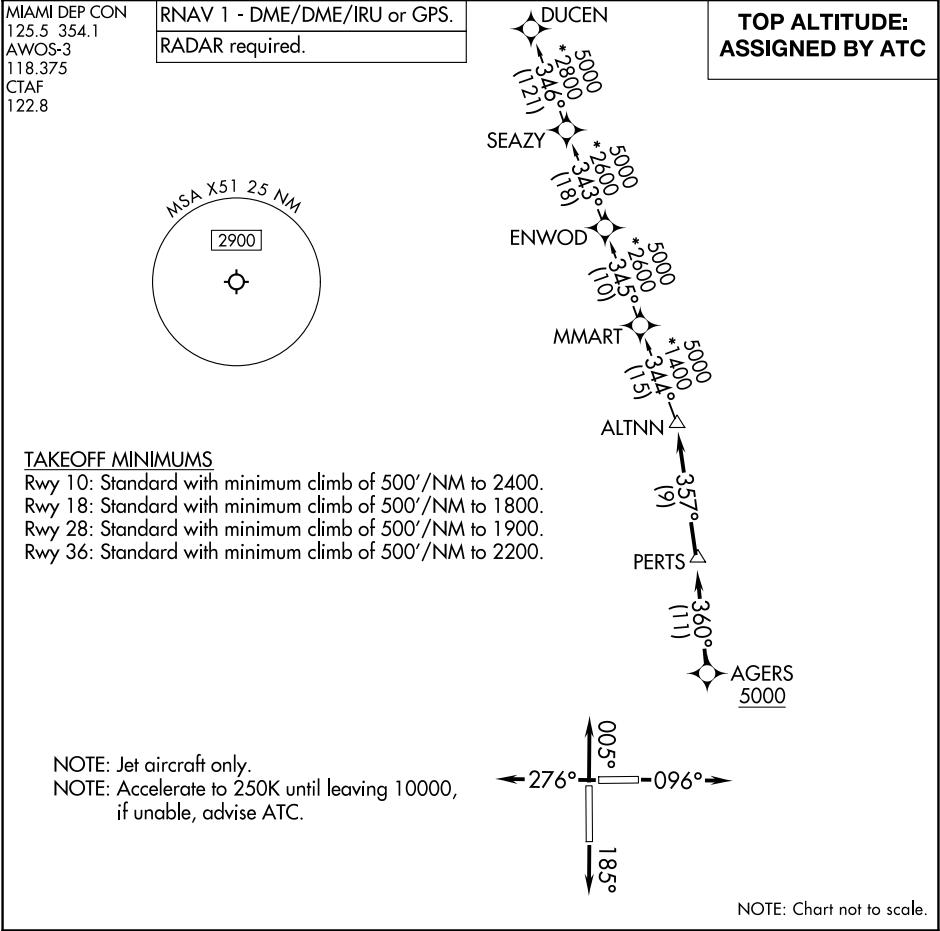 MIAMI DEP CON
125.5 354.1
AWOS-3
118.375
CTAF
122.8
RNAV 1 - DME/DME/IRU or GPS.
RADAR required.
TOP ALTITUDE:
ASSIGNED BY ATC
DUCEN
5000
*2800
346°
(121)
SEAZY
5000
*2600
343°
(18)
ENWOD
5000
*2600
345°
(10)
MMART
5000
*1400
344°
(15)
ALTNN
357°
(9)
PERTS
360°
(11)
AGERS
5000
MSA X51 25 NM
2900
TAKEOFF MINIMUMS
Rwy 10: Standard with minimum climb of 500'/NM to 2400.
Rwy 18: Standard with minimum climb of 500'/NM to 1800.
Rwy 28: Standard with minimum climb of 500'/NM to 1900.
Rwy 36: Standard with minimum climb of 500'/NM to 2200.
NOTE: Jet aircraft only.
NOTE: Accelerate to 250K until leaving 10000,
if unable, advise ATC.
005°
276°
096°
185°
NOTE: Chart not to scale.